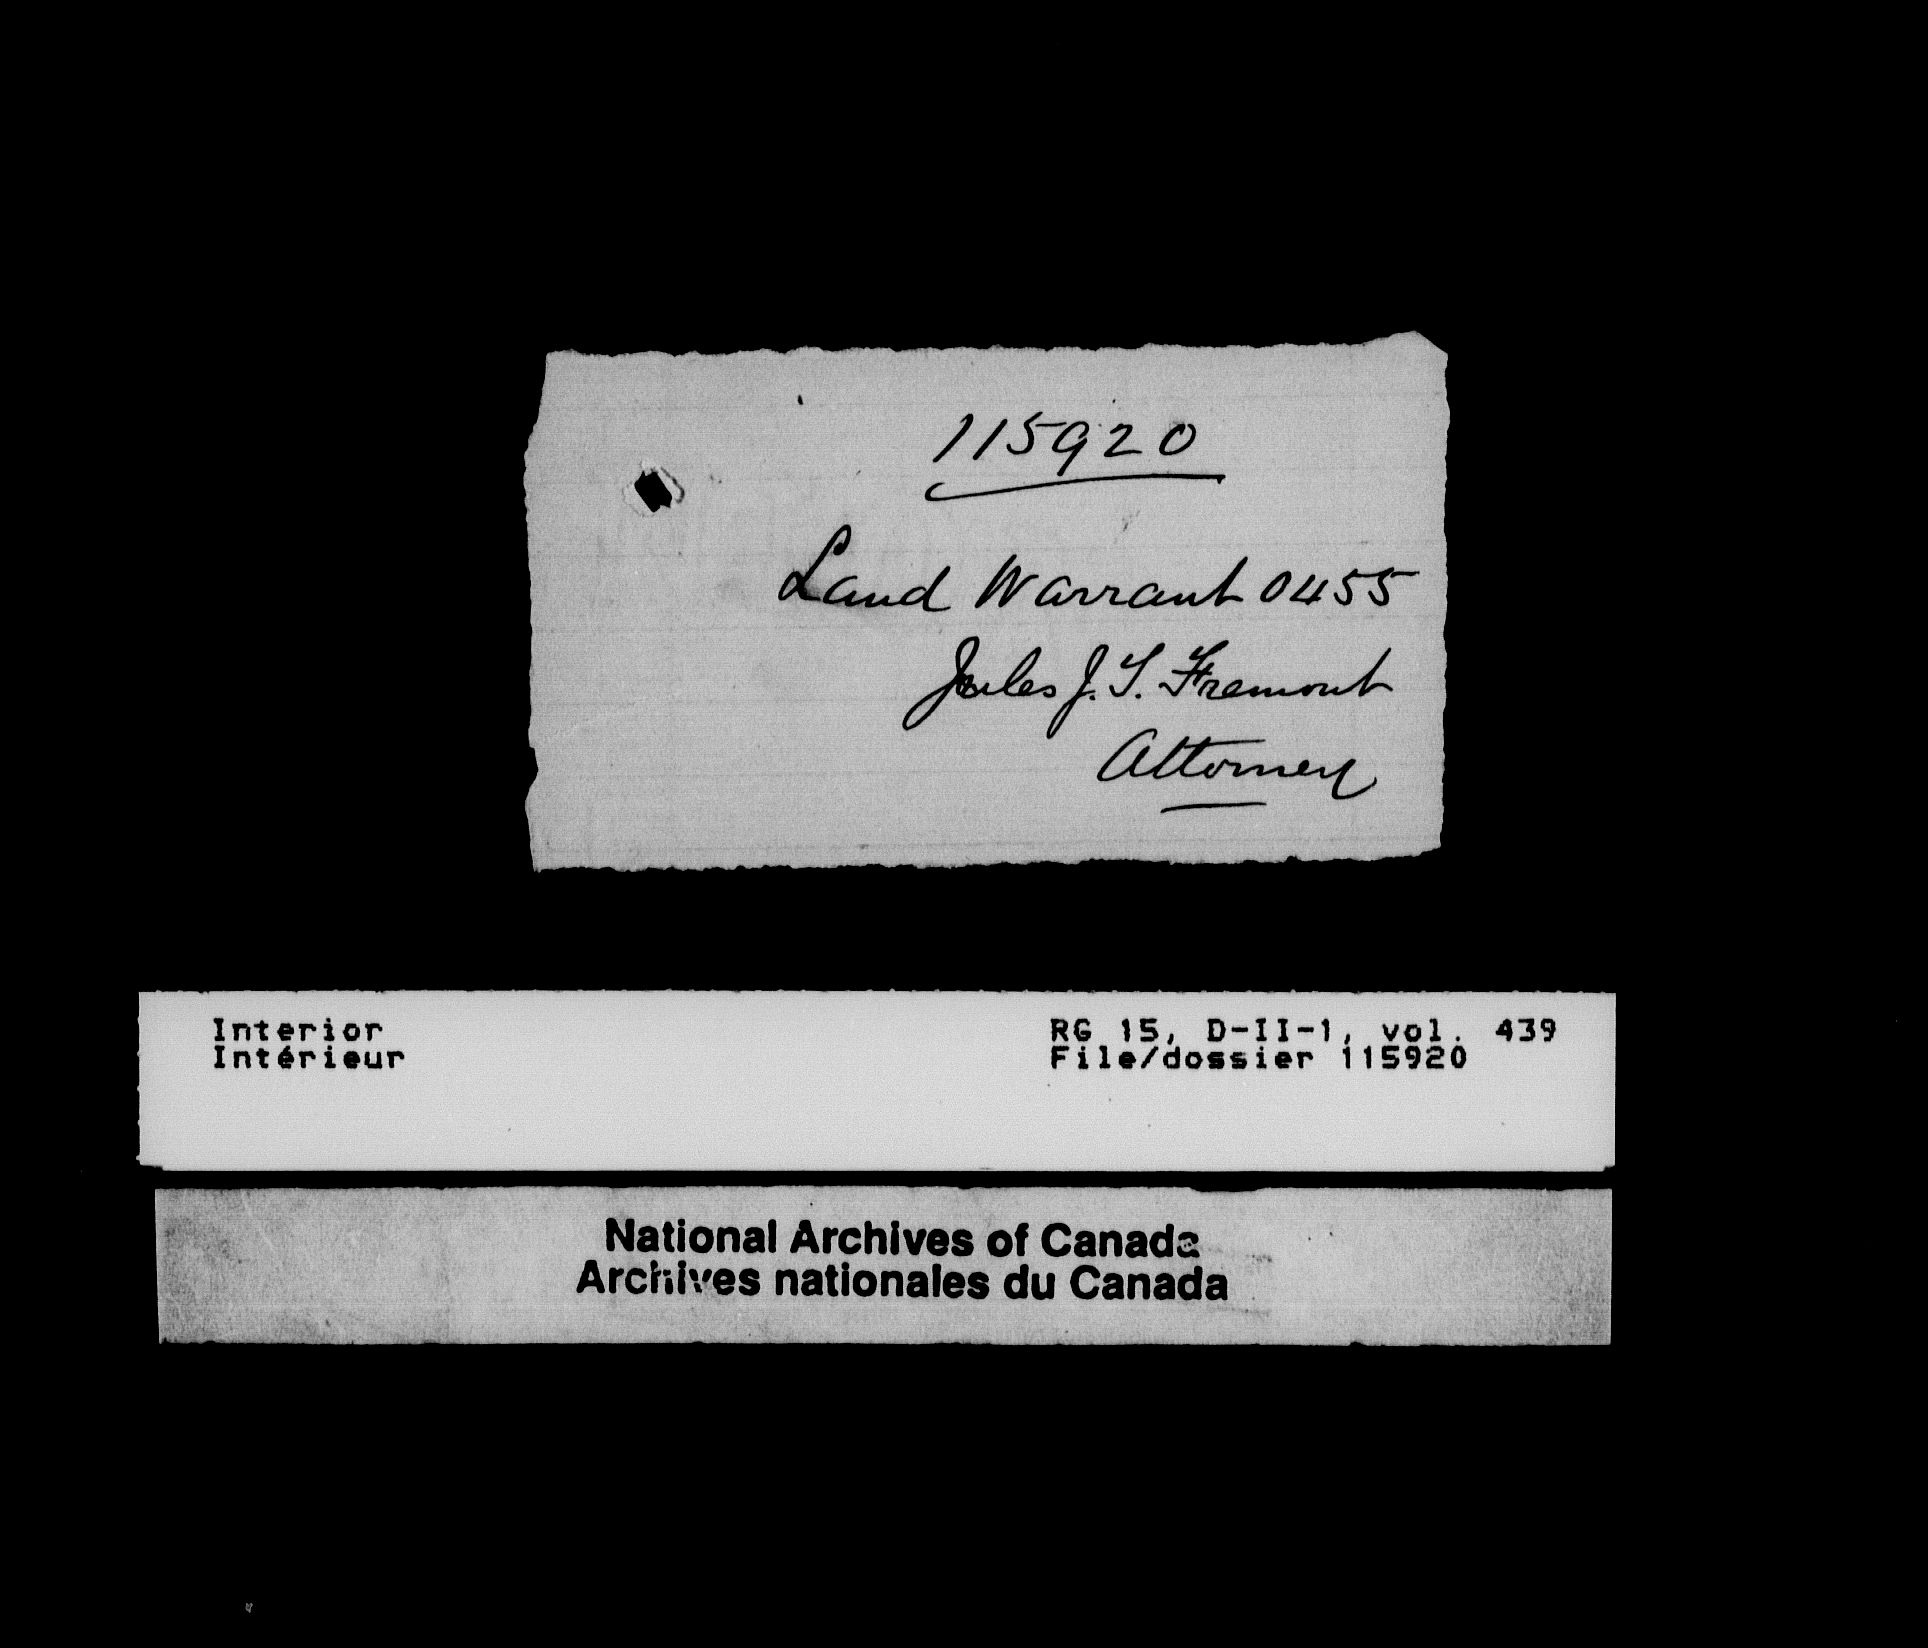 115920
Land Warrant 0455
Jules J. T. Fremont
Attorney
Interior
Intérieur
RG 15, D-II-1, vol. 439
File/dossier 115920
National Archives of Canada
Archives nationales du Canada